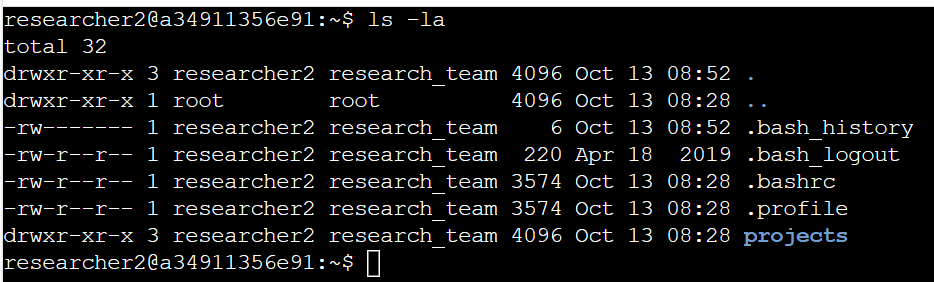 researcher2@a34911356e91:~$ ls -la
total 32
drwxr-xr-x 3 researcher2 research_team 4096 Oct 13 08:52 .
drwxr-xr-x 1 root        root          4096 Oct 13 08:28 ..
-rw------- 1 researcher2 research_team    6 Oct 13 08:52 .bash_history
-rw-r--r-- 1 researcher2 research_team  220 Apr 18  2019 .bash_logout
-rw-r--r-- 1 researcher2 research_team 3574 Oct 13 08:28 .bashrc
-rw-r--r-- 1 researcher2 research_team 3574 Oct 13 08:28 .profile
drwxr-xr-x 3 researcher2 research_team 4096 Oct 13 08:28 projects
researcher2@a34911356e91:~$